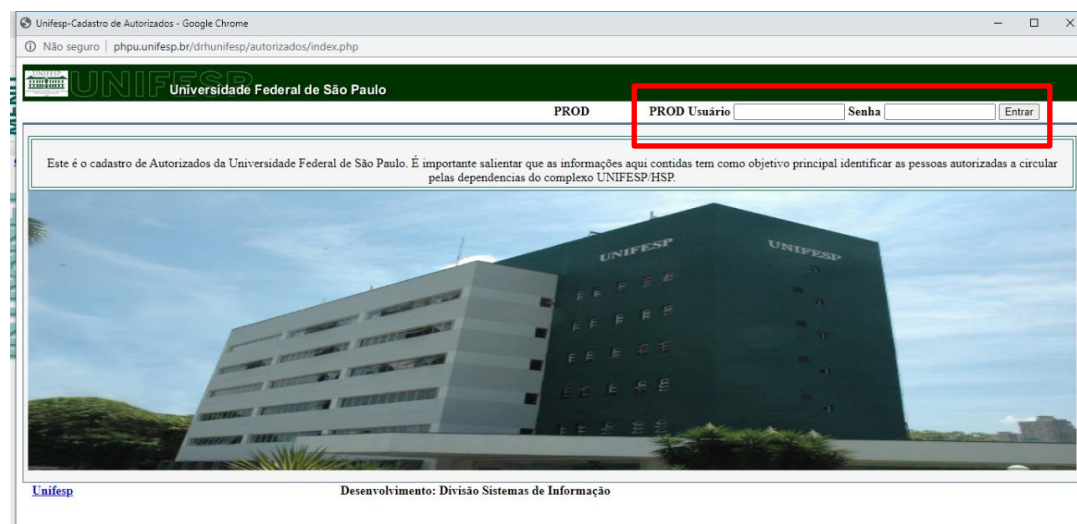 Unifesp-Cadastro de Autorizados - Google Chrome
Não seguro | phpu.unifesp.br/drhunifesp/autorizados/index.php
UNIFESP
UNIFESP
Universidade Federal de São Paulo
PROD PROD Usuário Senha Entrar
Este é o cadastro de Autorizados da Universidade Federal de São Paulo. É importante salientar que as informações aqui contidas tem como objetivo principal identificar as pessoas autorizadas a circular
pelas dependencias do complexo UNIFESP/HSP.
UNIFESP UNIFESP
Unifesp Desenvolvimento: Divisão Sistemas de Informação